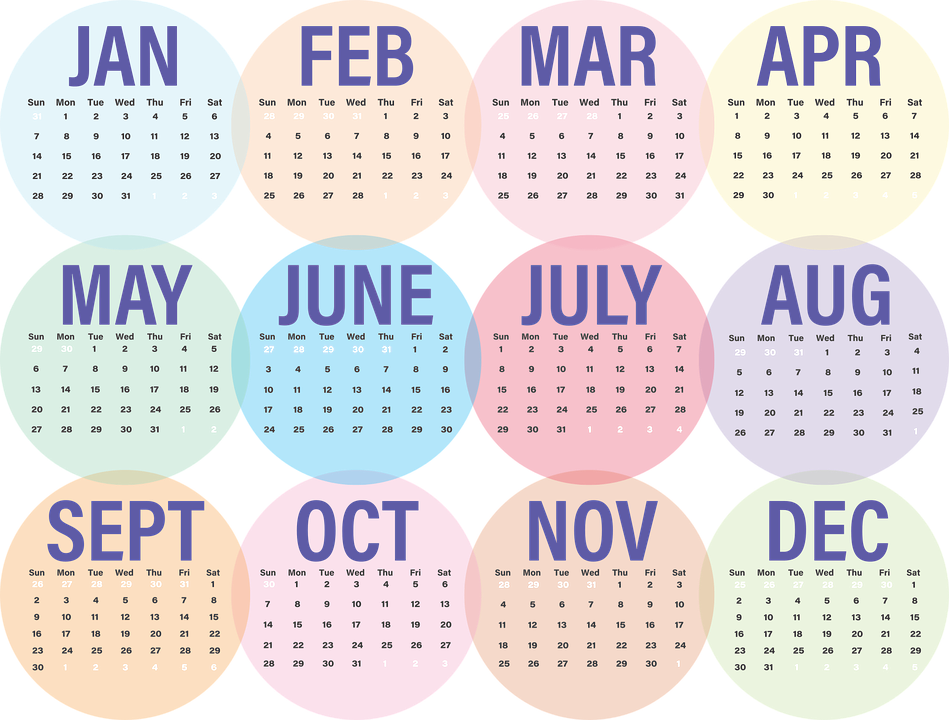 JAN
Sun Mon Tue Wed Thu Fri Sat
31 1 2 3 4 5 6
7 8 9 10 11 12 13
14 15 16 17 18 19 20
21 22 23 24 25 26 27
28 29 30 31 1 2 3
FEB
Sun Mon Tue Wed Thu Fri Sat
28 29 30 31 1 2 3
4 5 6 7 8 9 10
11 12 13 14 15 16 17
18 19 20 21 22 23 24
25 26 27 28 1 2 3
MAR
Sun Mon Tue Wed Thu Fri Sat
25 26 27 28 1 2 3
4 5 6 7 8 9 10
11 12 13 14 15 16 17
18 19 20 21 22 23 24
25 26 27 28 29 30 31
APR
Sun Mon Tue Wed Thu Fri Sat
1 2 3 4 5 6 7
8 9 10 11 12 13 14
15 16 17 18 19 20 21
22 23 24 25 26 27 28
29 30 1 2 3 4 5
MAY
Sun Mon Tue Wed Thu Fri Sat
29 30 1 2 3 4 5
6 7 8 9 10 11 12
13 14 15 16 17 18 19
20 21 22 23 24 25 26
27 28 29 30 31 1 2
JUNE
Sun Mon Tue Wed Thu Fri Sat
27 28 29 30 31 1 2
3 4 5 6 7 8 9
10 11 12 13 14 15 16
17 18 19 20 21 22 23
24 25 26 27 28 29 30
JULY
Sun Mon Tue Wed Thu Fri Sat
1 2 3 4 5 6 7
8 9 10 11 12 13 14
15 16 17 18 19 20 21
22 23 24 25 26 27 28
29 30 31 1 2 3 4
AUG
Sun Mon Tue Wed Thu Fri Sat
29 30 31 1 2 3 4
5 6 7 8 9 10 11
12 13 14 15 16 17 18
19 20 21 22 23 24 25
26 27 28 29 30 31 1
SEPT
Sun Mon Tue Wed Thu Fri Sat
26 27 28 29 30 31 1
2 3 4 5 6 7 8
9 10 11 12 13 14 15
16 17 18 19 20 21 22
23 24 25 26 27 28 29
30 1 2 3 4 5 6
OCT
Sun Mon Tue Wed Thu Fri Sat
30 1 2 3 4 5 6
7 8 9 10 11 12 13
14 15 16 17 18 19 20
21 22 23 24 25 26 27
28 29 30 31 1 2 3
NOV
Sun Mon Tue Wed Thu Fri Sat
28 29 30 31 1 2 3
4 5 6 7 8 9 10
11 12 13 14 15 16 17
18 19 20 21 22 23 24
25 26 27 28 29 30 1
DEC
Sun Mon Tue Wed Thu Fri Sat
25 26 27 28 29 30 1
2 3 4 5 6 7 8
9 10 11 12 13 14 15
16 17 18 19 20 21 22
23 24 25 26 27 28 29
30 31 1 2 3 4 5